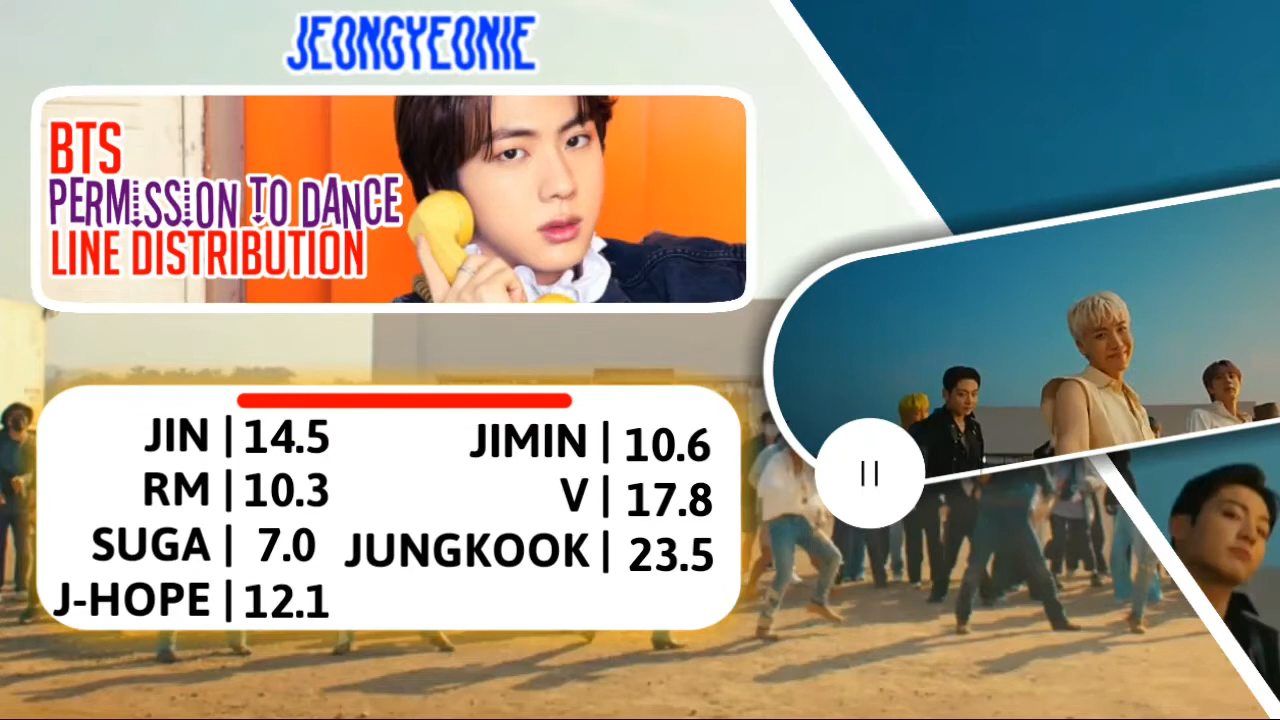 JEONGYEONIE
BTS
PERMISSION TO DANCE
LINE DISTRIBUTION
JIN | 14.5
RM | 10.3
SUGA | 7.0
J-HOPE | 12.1
JIMIN | 10.6
V | 17.8
JUNGKOOK | 23.5